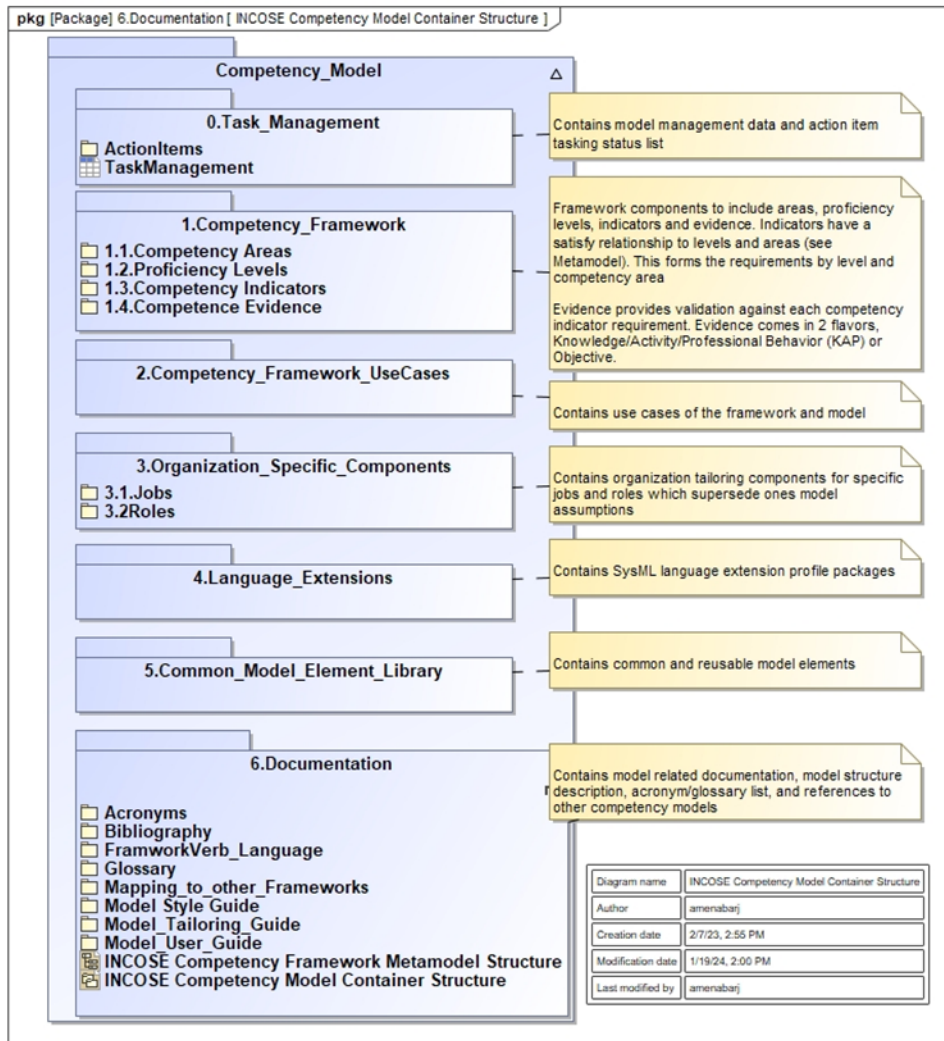 pkg [Package] 6.Documentation [ INCOSE Competency Model Container Structure ]
Competency_Model
0.Task_Management
ActionItems
TaskManagement
Contains model management data and action item
tasking status list
1.Competency_Framework
1.1.Competency Areas
1.2.Proficiency Levels
1.3.Competency Indicators
1.4.Competence Evidence
Framework components to include areas, proficiency
levels, indicators and evidence. Indicators have a
satisfy relationship to levels and areas (see
Metamodel). This forms the requirements by level and
competency area
Evidence provides validation against each competency
indicator requirement. Evidence comes in 2 flavors,
Knowledge/Activity/Professional Behavior (KAP) or
Objective.
2.Competency_Framework_UseCases
Contains use cases of the framework and model
3.Organization_Specific_Components
3.1.Jobs
3.2Roles
Contains organization tailoring components for specific
jobs and roles which supersede ones model
assumptions
4.Language_Extensions
Contains SysML language extension profile packages
5.Common_Model_Element_Library
Contains common and reusable model elements
6.Documentation
Acronyms
Bibliography
FramworkVerb_Language
Glossary
Mapping_to_other_Frameworks
Model Style Guide
Model_Tailoring_Guide
Model_User_Guide
INCOSE Competency Framework Metamodel Structure
INCOSE Competency Model Container Structure
Contains model related documentation, model structure
description, acronym/glossary list, and references to
other competency models
Diagram name INCOSE Competency Model Container Structure
Author amenabarj
Creation date 2/7/23, 2:55 PM
Modification date 1/19/24, 2:00 PM
Last modified by amenabarj